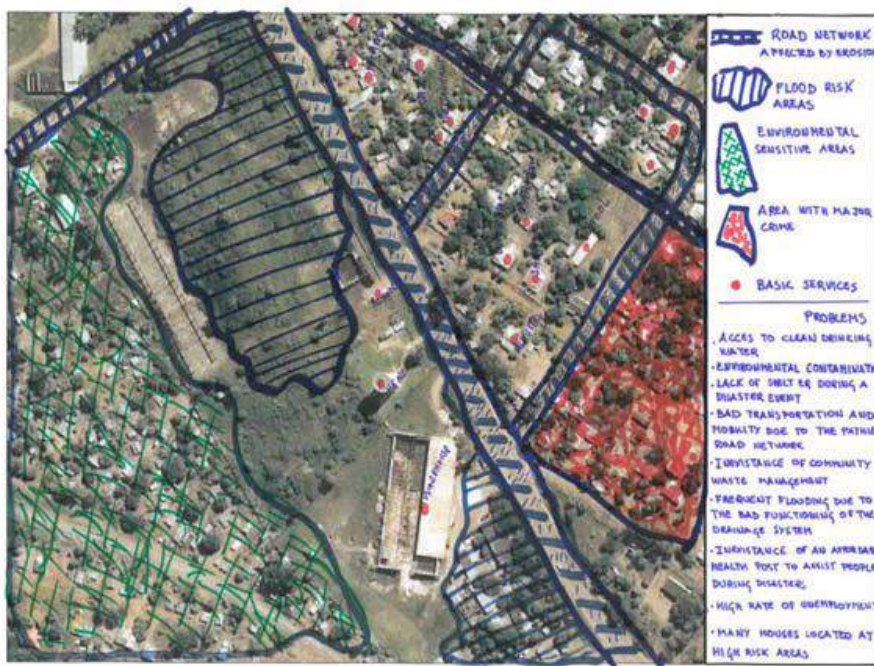 ROAD NETWORK
AFFECTED BY EROSION
FLOOD RISK
AREAS
ENVIRONMENTAL
SENSITIVE AREAS
AREA WITH MAJOR
CRIME
BASIC SERVICES
PROBLEMS
. ACCES TO CLEAN DRINKING
WATER
• ENVIRONMENTAL CONTAMINAT
• LACK OF SHELTER DURING A
DISASTER EVENT
• BAD TRANSPORTATION AND
MOBILITY DUE TO THE
ROAD NETWORK
• INEXISTANCE OF COMMUNITY
WASTE MANAGEMENT
• FREQUENT FLOODING DUE TO
THE BAD FUNCTIONING OF THE
DRAINAGE SYSTEM
• INEXISTANCE OF AN AFFORDAB
HEALTH POST TO ASSIST PEOPLE
DURING DISASTERS
• HIGH RATE OF UNEMPLOYMENT
• MANY HOUSES LOCATED AT
HIGH RISK AREAS